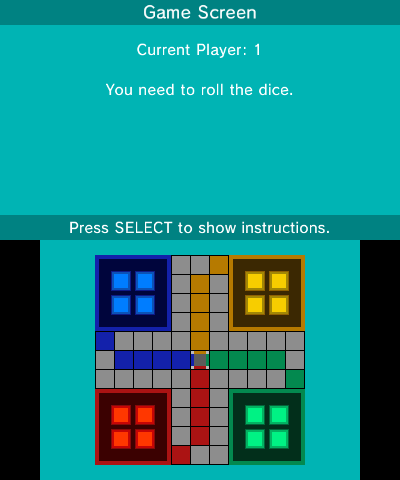 Game Screen
Current Player: 1
You need to roll the dice.
Press SELECT to show instructions.